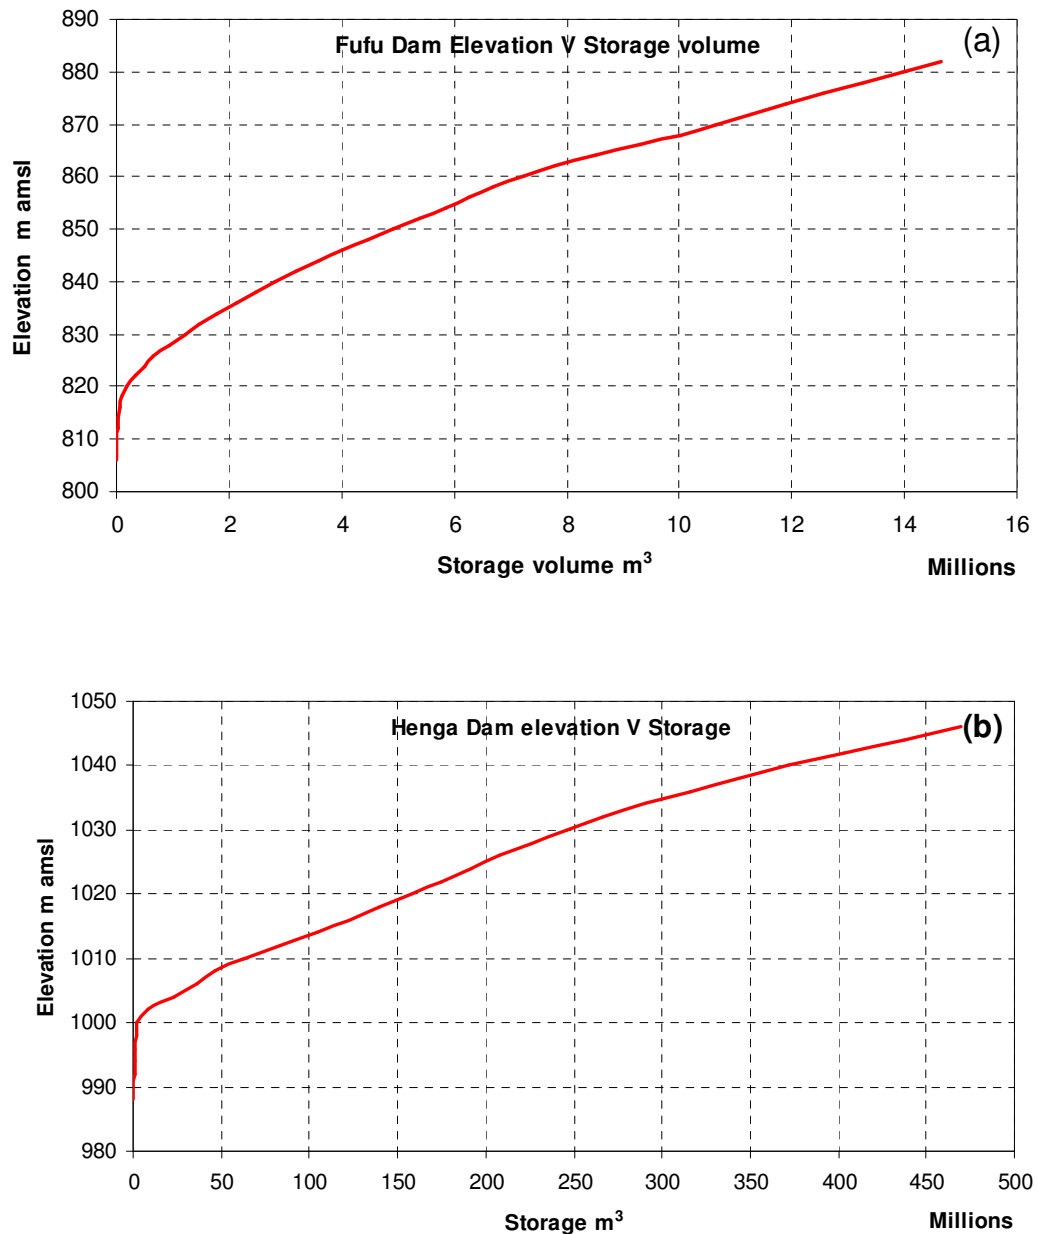 Fufu Dam Elevation V Storage volume
(a)
Elevation m amsl
890
880
870
860
850
840
830
820
810
800
0 2 4 6 8 10 12 14 16
Storage volume m³
Millions
Henga Dam elevation V Storage
(b)
Elevation m amsl
1050
1040
1030
1020
1010
1000
990
980
0 50 100 150 200 250 300 350 400 450 500
Storage m³
Millions